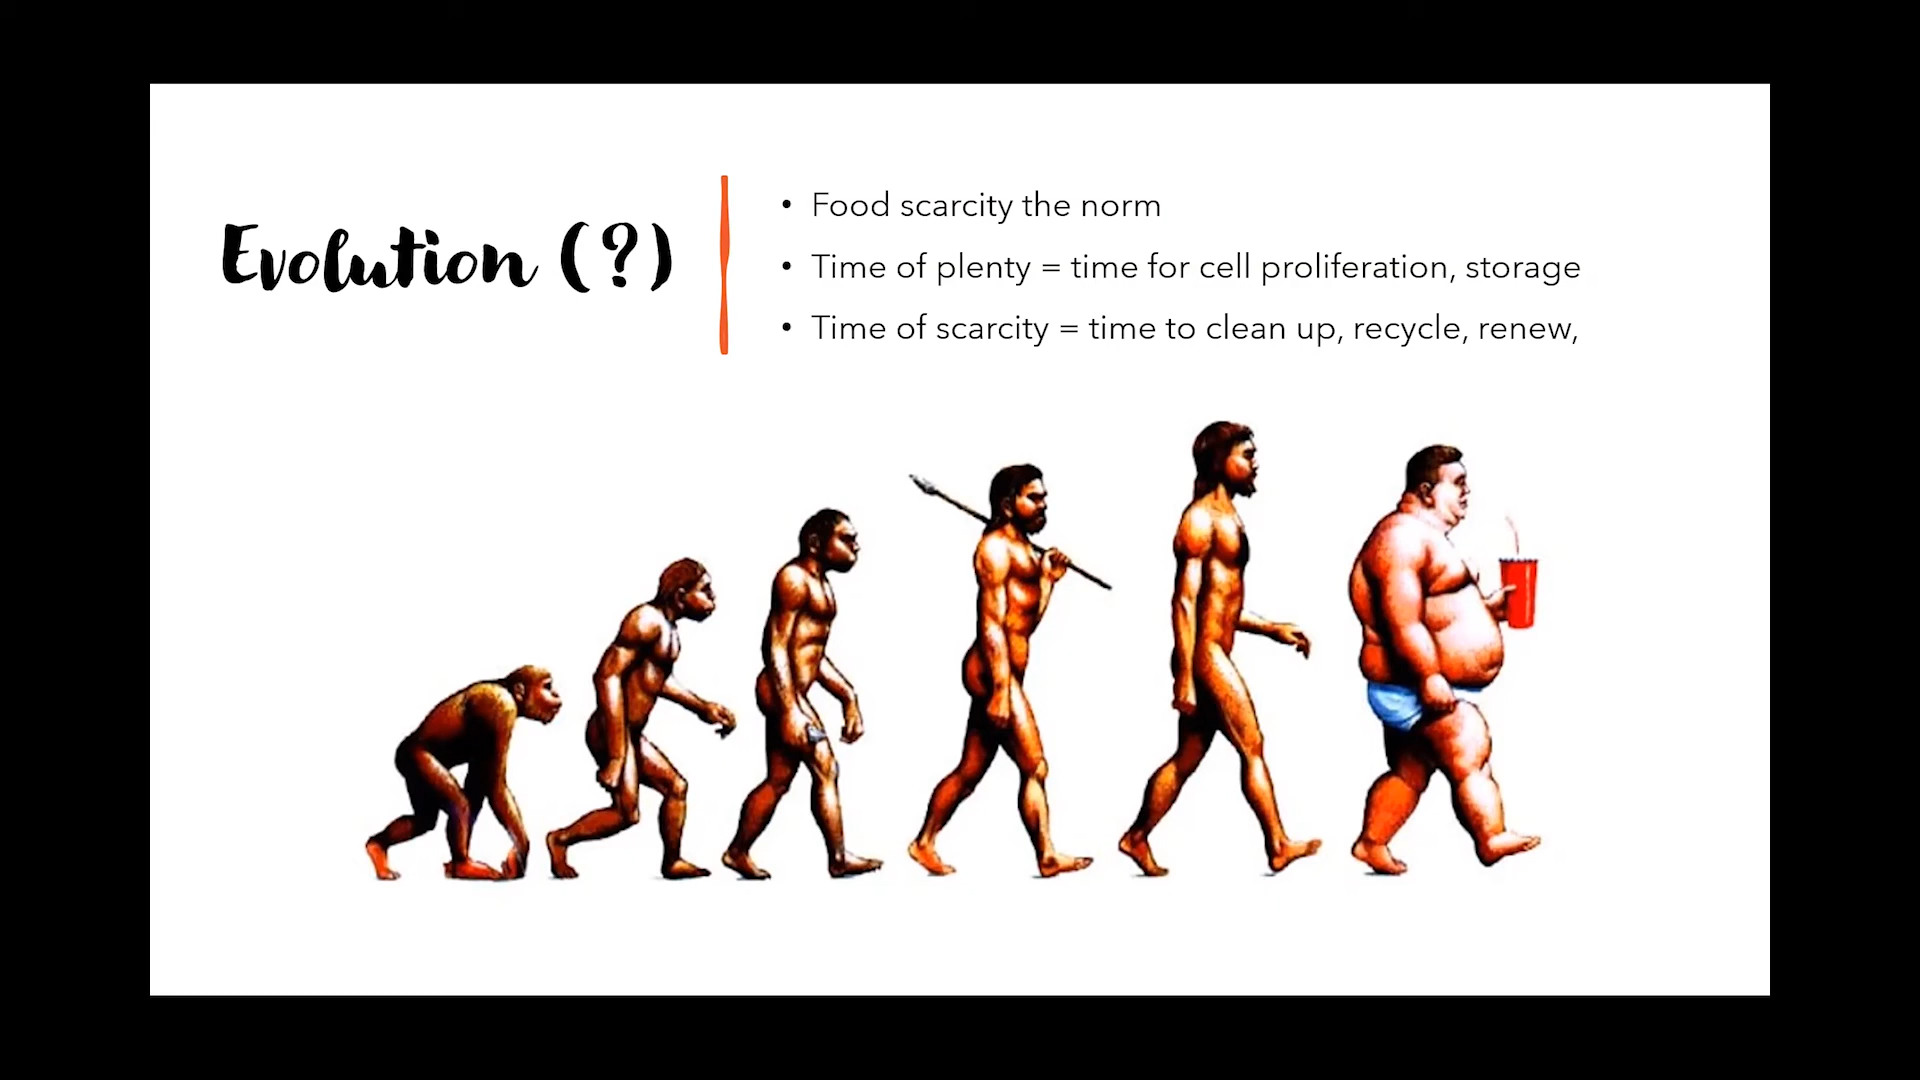 Evolution (?)
• Food scarcity the norm
• Time of plenty = time for cell proliferation, storage
• Time of scarcity = time to clean up, recycle, renew,